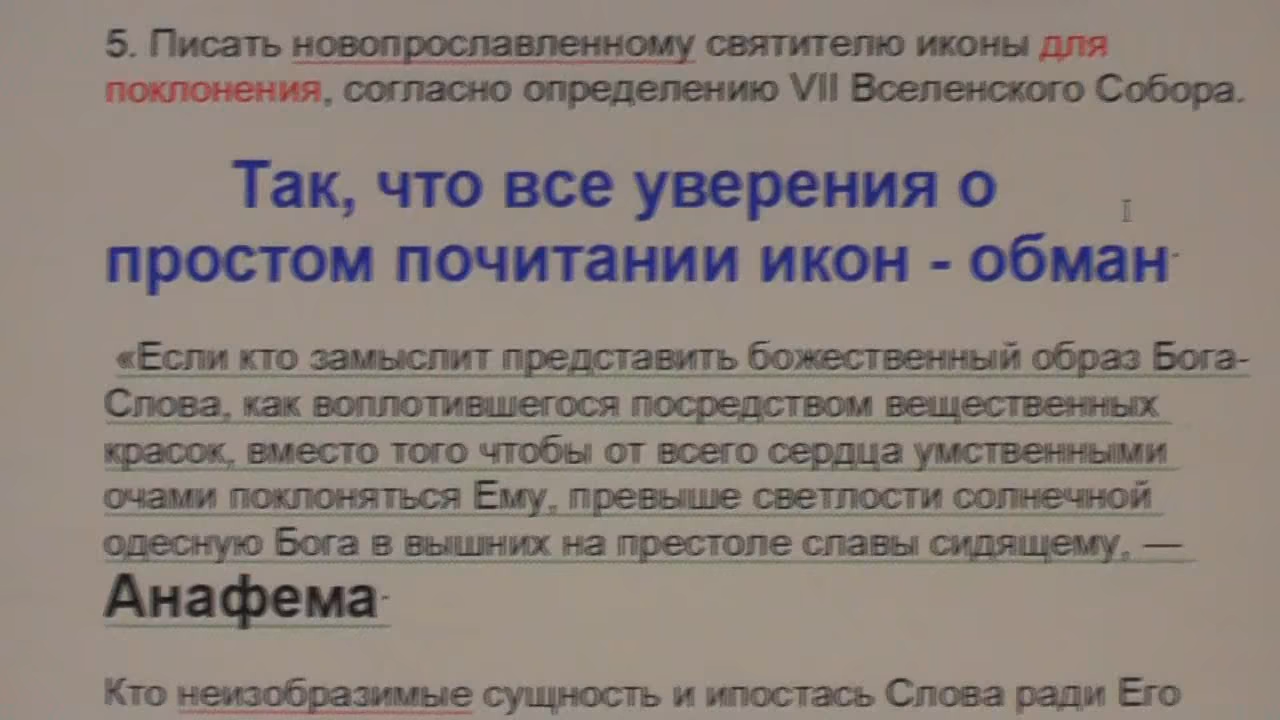 5. Писать новопрославленному святителю иконы для
поклонения, согласно определению VII Вселенского Собора.
Так, что все уверения о
простом почитании икон - обман
«Если кто замыслит представить божественный образ Бога-
Слова, как воплотившегося посредством вещественных
красок, вместо того чтобы от всего сердца умственными
очами поклоняться Ему, превыше светлости солнечной
одесную Бога в вышних на престоле славы сидящему, —
Анафема
Кто неизобразимые сущность и ипостась Слова ради Его